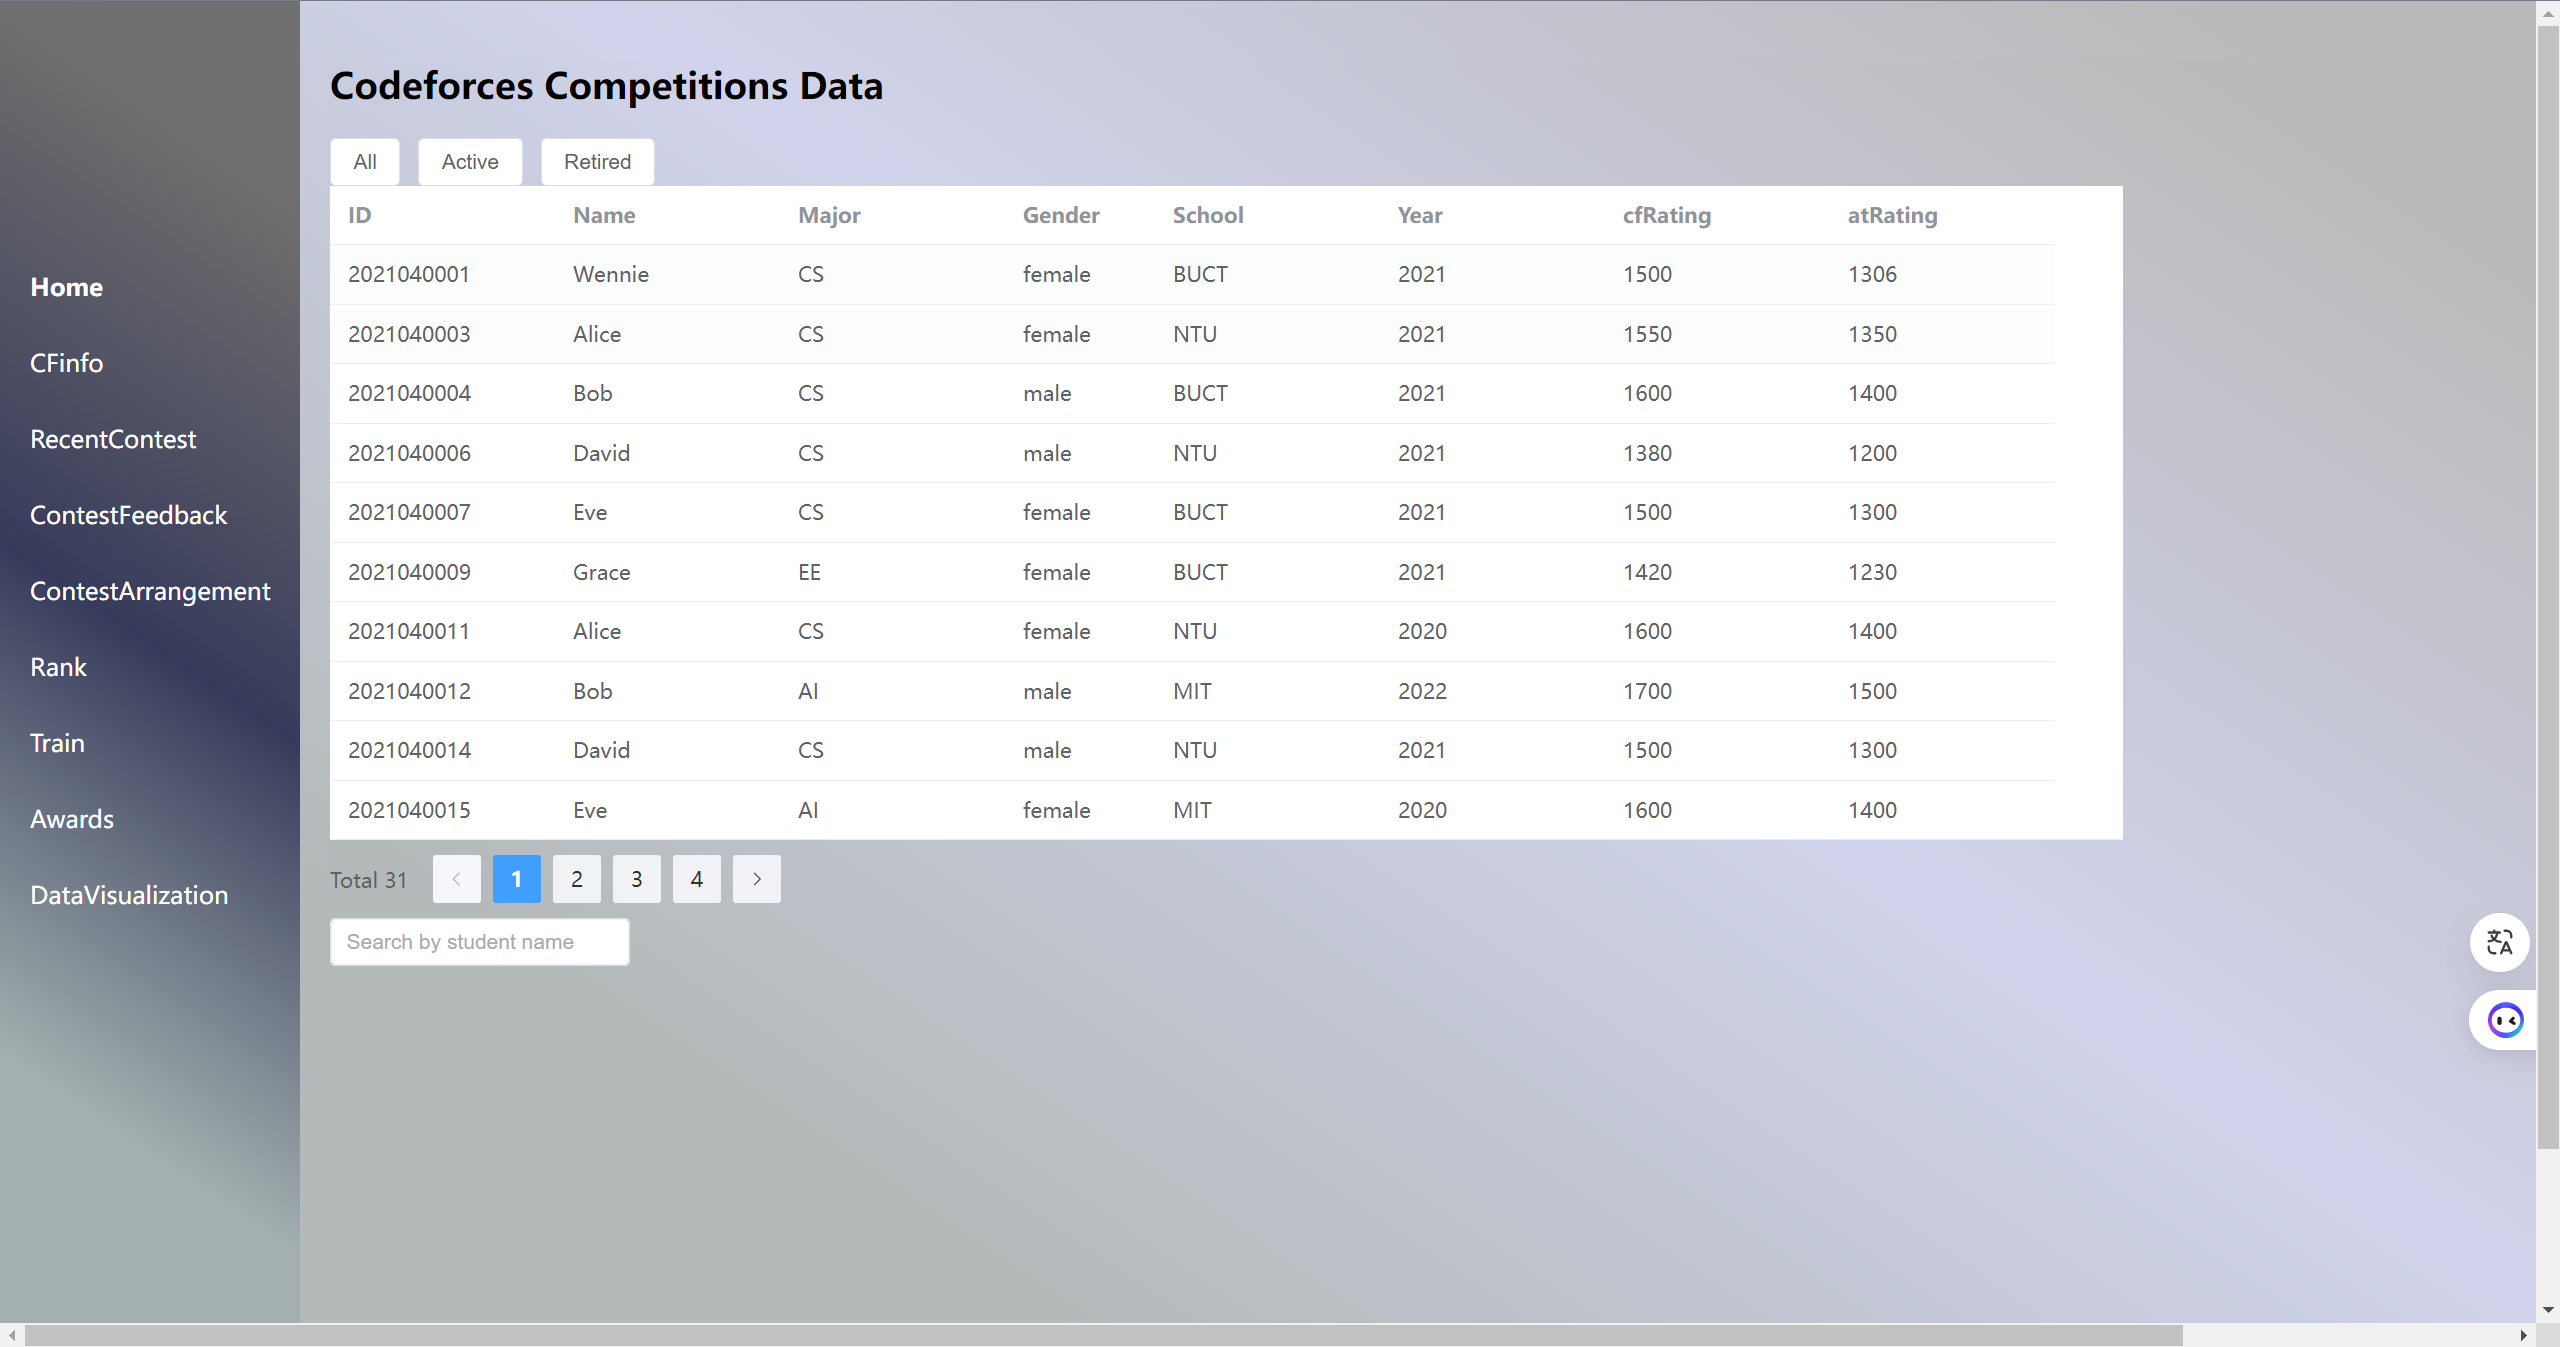 Home
CFinfo
RecentContest
ContestFeedback
ContestArrangement
Rank
Train
Awards
DataVisualization
Codeforces Competitions Data
All Active Retired
ID Name Major Gender School Year cfRating atRating
2021040001 Wennie CS female BUCT 2021 1500 1306
2021040003 Alice CS female NTU 2021 1550 1350
2021040004 Bob CS male BUCT 2021 1600 1400
2021040006 David CS male NTU 2021 1380 1200
2021040007 Eve CS female BUCT 2021 1500 1300
2021040009 Grace EE female BUCT 2021 1420 1230
2021040011 Alice CS female NTU 2020 1600 1400
2021040012 Bob AI male MIT 2022 1700 1500
2021040014 David CS male NTU 2021 1500 1300
2021040015 Eve AI female MIT 2020 1600 1400
Total 31 1 2 3 4
Search by student name
文A